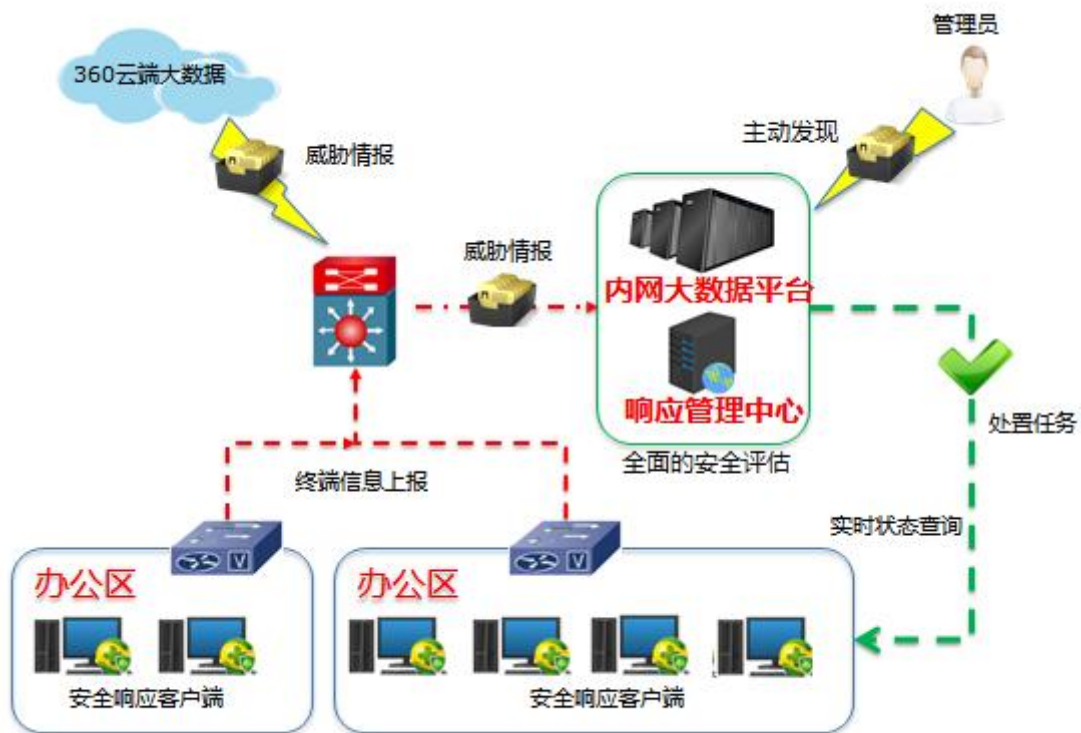 管理员
360云端大数据
主动发现
威胁情报
威胁情报
内网大数据平台
响应管理中心
处置任务
全面的安全评估
终端信息上报
实时状态查询
V
V
办公区
办公区
安全响应客户端
安全响应客户端